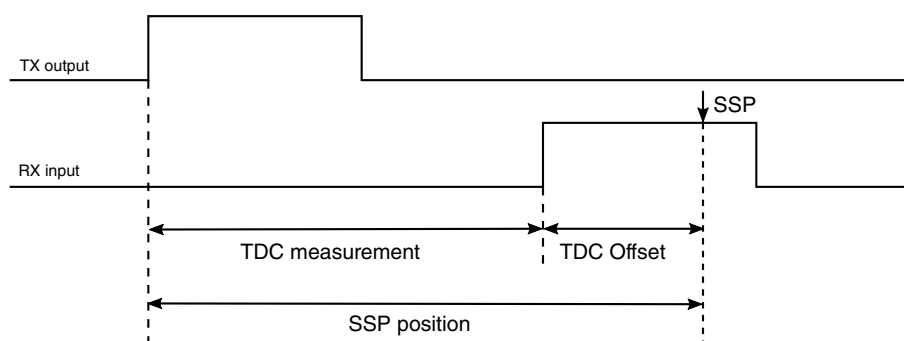 TX output
SSP
RX input
TDC measurement
TDC Offset
SSP position